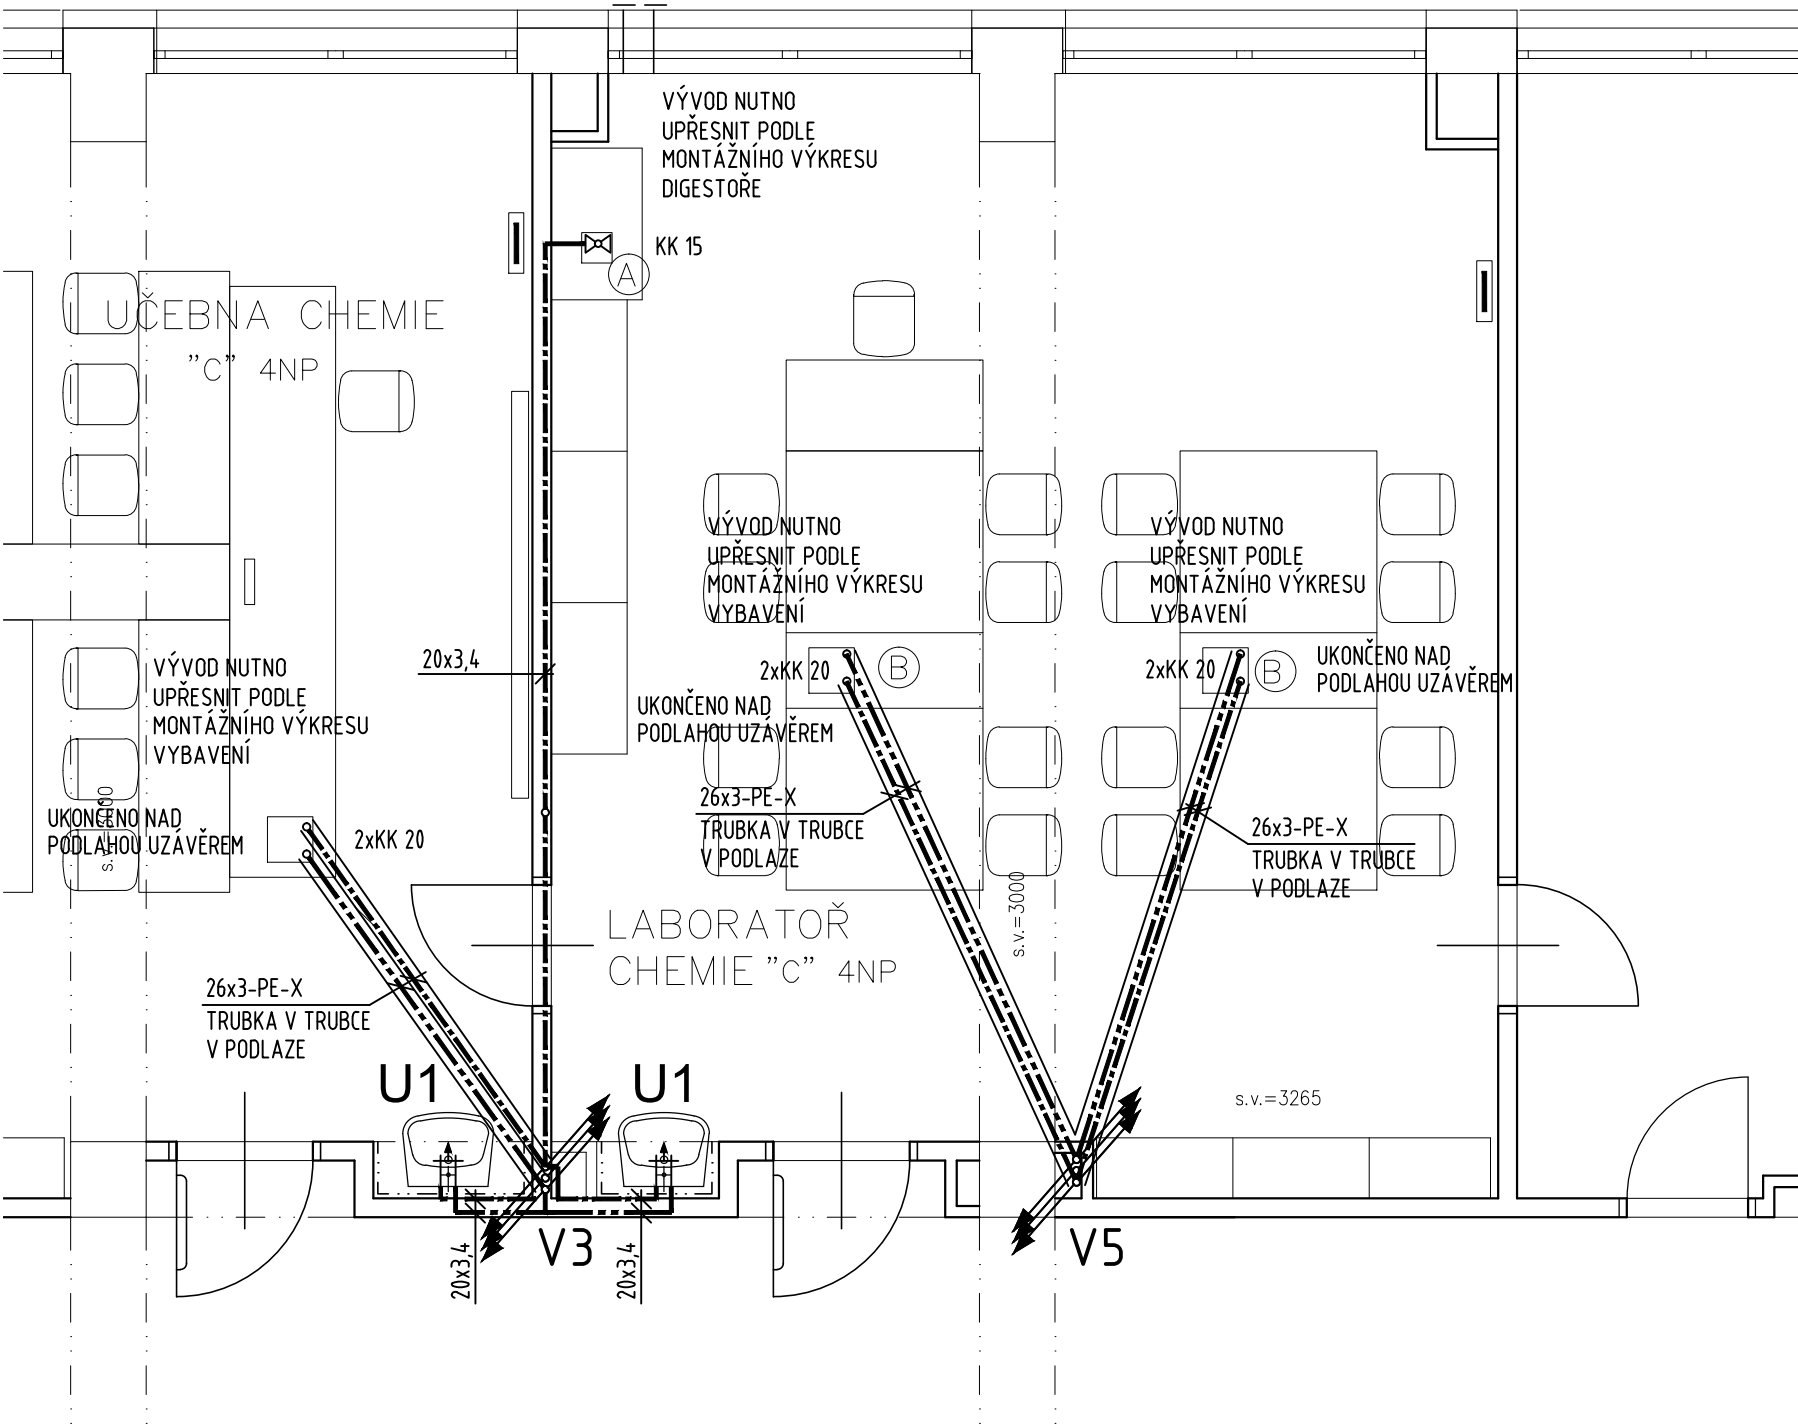 VÝVOD NUTNO
UPŘESNIT PODLE
MONTÁŽNÍHO VÝKRESU
DIGESTOŘE
KK 15
A
UČEBNA CHEMIE
"C" 4NP
VÝVOD NUTNO
UPŘESNIT PODLE
MONTÁŽNÍHO VÝKRESU
VYBAVENÍ
VÝVOD NUTNO
UPŘESNIT PODLE
MONTÁŽNÍHO VÝKRESU
VYBAVENÍ
20x3,4
2xKK 20
B
2xKK 20
B
UKONČENO NAD
PODLAHOU UZÁVĚREM
VÝVOD NUTNO
UPŘESNIT PODLE
MONTÁŽNÍHO VÝKRESU
VYBAVENÍ
UKONČENO NAD
PODLAHOU UZÁVĚREM
s.v.=3000
UKONČENO NAD
PODLAHOU UZÁVĚREM
2xKK 20
26x3-PE-X
TRUBKA V TRUBCE
V PODLAZE
26x3-PE-X
TRUBKA V TRUBCE
V PODLAZE
s.v.=3000
LABORATOŘ
CHEMIE "C" 4NP
26x3-PE-X
TRUBKA V TRUBCE
V PODLAZE
U1
U1
s.v.=3265
V3
V5
20x3,4
20x3,4